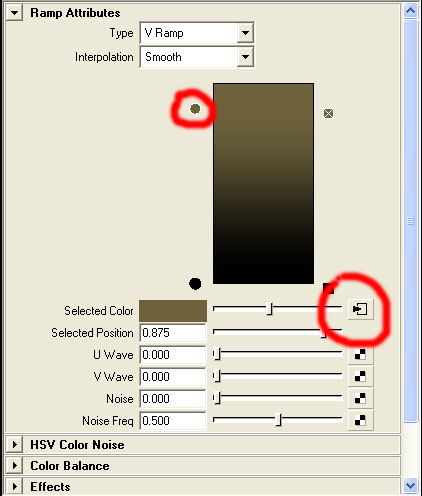 Ramp Attributes
Type V Ramp
Interpolation Smooth
Selected Color
Selected Position 0.875
U Wave 0.000
V Wave 0.000
Noise 0.000
Noise Freq 0.500
HSV Color Noise
Color Balance
Effects